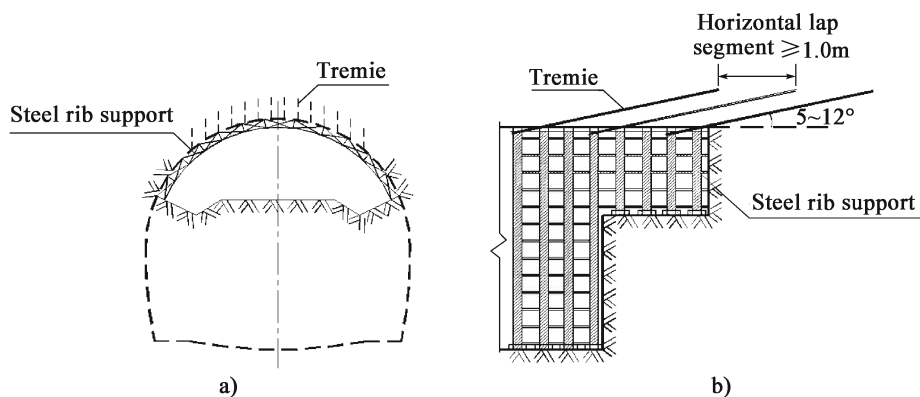 Tremie
Steel rib support
a)
Horizontal lap
segment ≥1.0m
Tremie
5~12°
Steel rib support
b)